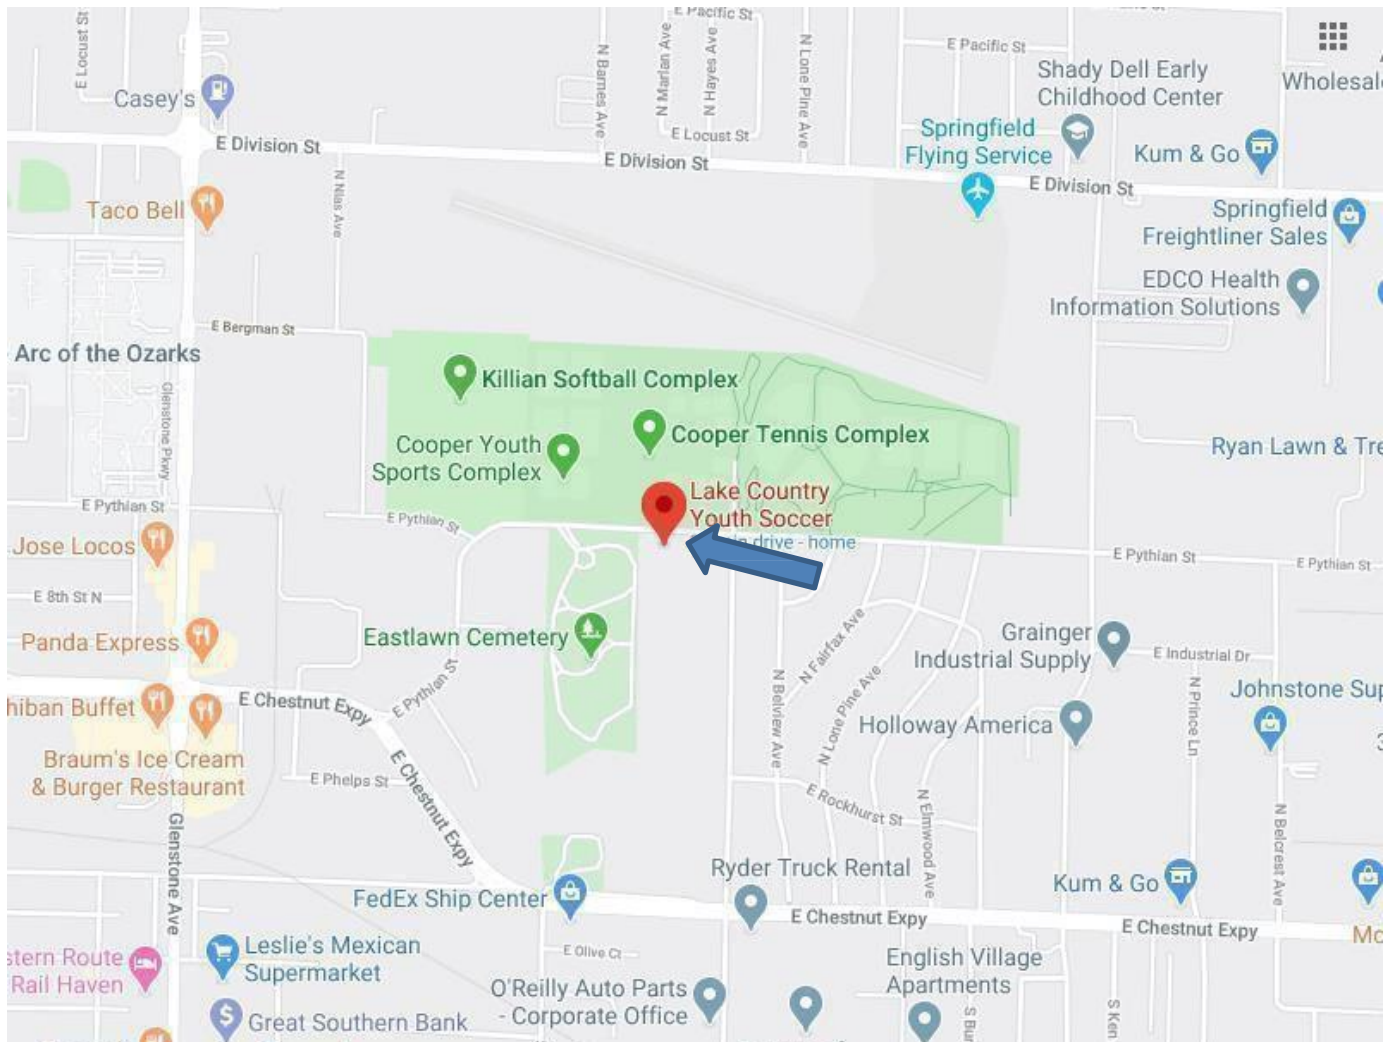 E Pacific St
E Locust St
N Barnes Ave
N Marlan Ave
N Hayes Ave
N Lone Pine Ave
E Pacific St
Shady Dell Early
Childhood Center
Wholesale
Casey's
E Division St
E Locust St
E Division St
Springfield
Flying Service
Kum & Go
E Division St
Taco Bell
N Nias Ave
Springfield
Freightliner Sales
EDCO Health
Information Solutions
E Bergman St
Arc of the Ozarks
Glenstone Pkwy
Killian Softball Complex
Cooper Youth
Sports Complex
Cooper Tennis Complex
Ryan Lawn & Tre
Lake Country
Youth Soccer
drive - home
E Pythian St
E Pythian St
E Pythian St
E Pythian St
Jose Locos
E 8th St N
Panda Express
Eastlawn Cemetery
E Pythian St
N Fairfax Ave
Grainger
Industrial Supply
E Industrial Dr
hiban Buffet
E Chestnut Expy
N Belview Ave
N Lone Pine Ave
Holloway America
N Prince Ln
Johnstone Sup
Braum's Ice Cream
& Burger Restaurant
E Phelps St
E Chestnut Expy
E Rockhurst St
N Elmwood Ave
N Belcrest Ave
Glenstone Ave
FedEx Ship Center
Ryder Truck Rental
Kum & Go
E Chestnut Expy
E Chestnut Expy
Mc
stern Route
Rail Haven
Leslie's Mexican
Supermarket
E Olive Ct
English Village
Apartments
O'Reilly Auto Parts
- Corporate Office
S Bur
S Ken
Great Southern Bank